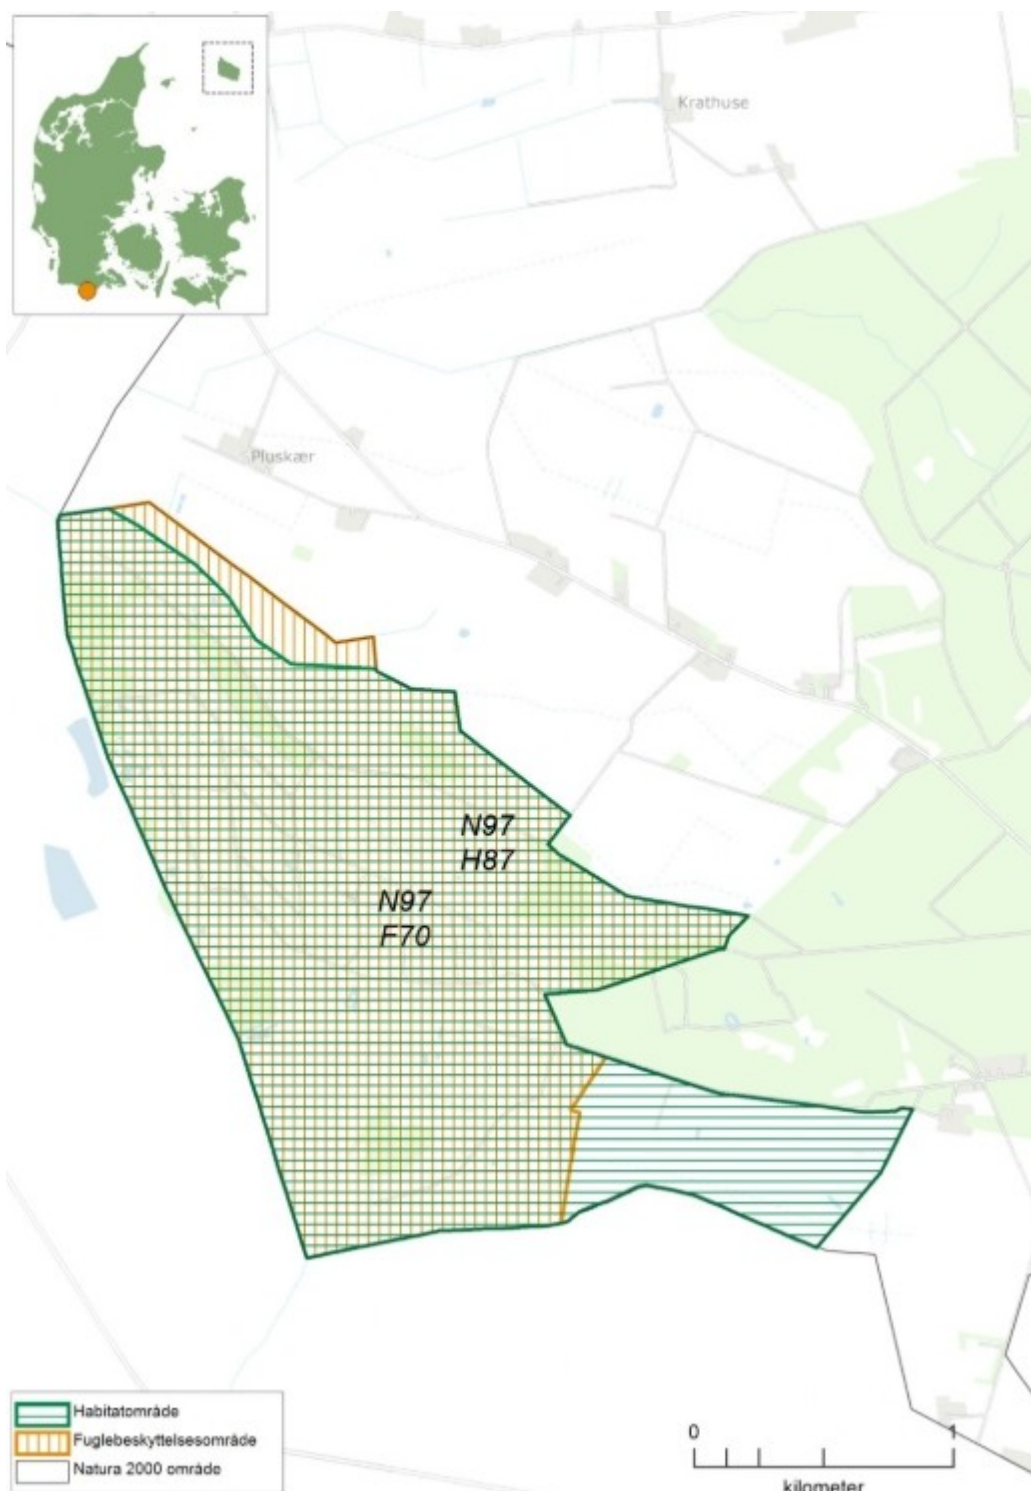 Krathuse
Pluskær
N97
H87
N97
F70
Habitatområde
Fuglebeskyttelsesområde
Natura 2000 område
0 1
kilometer